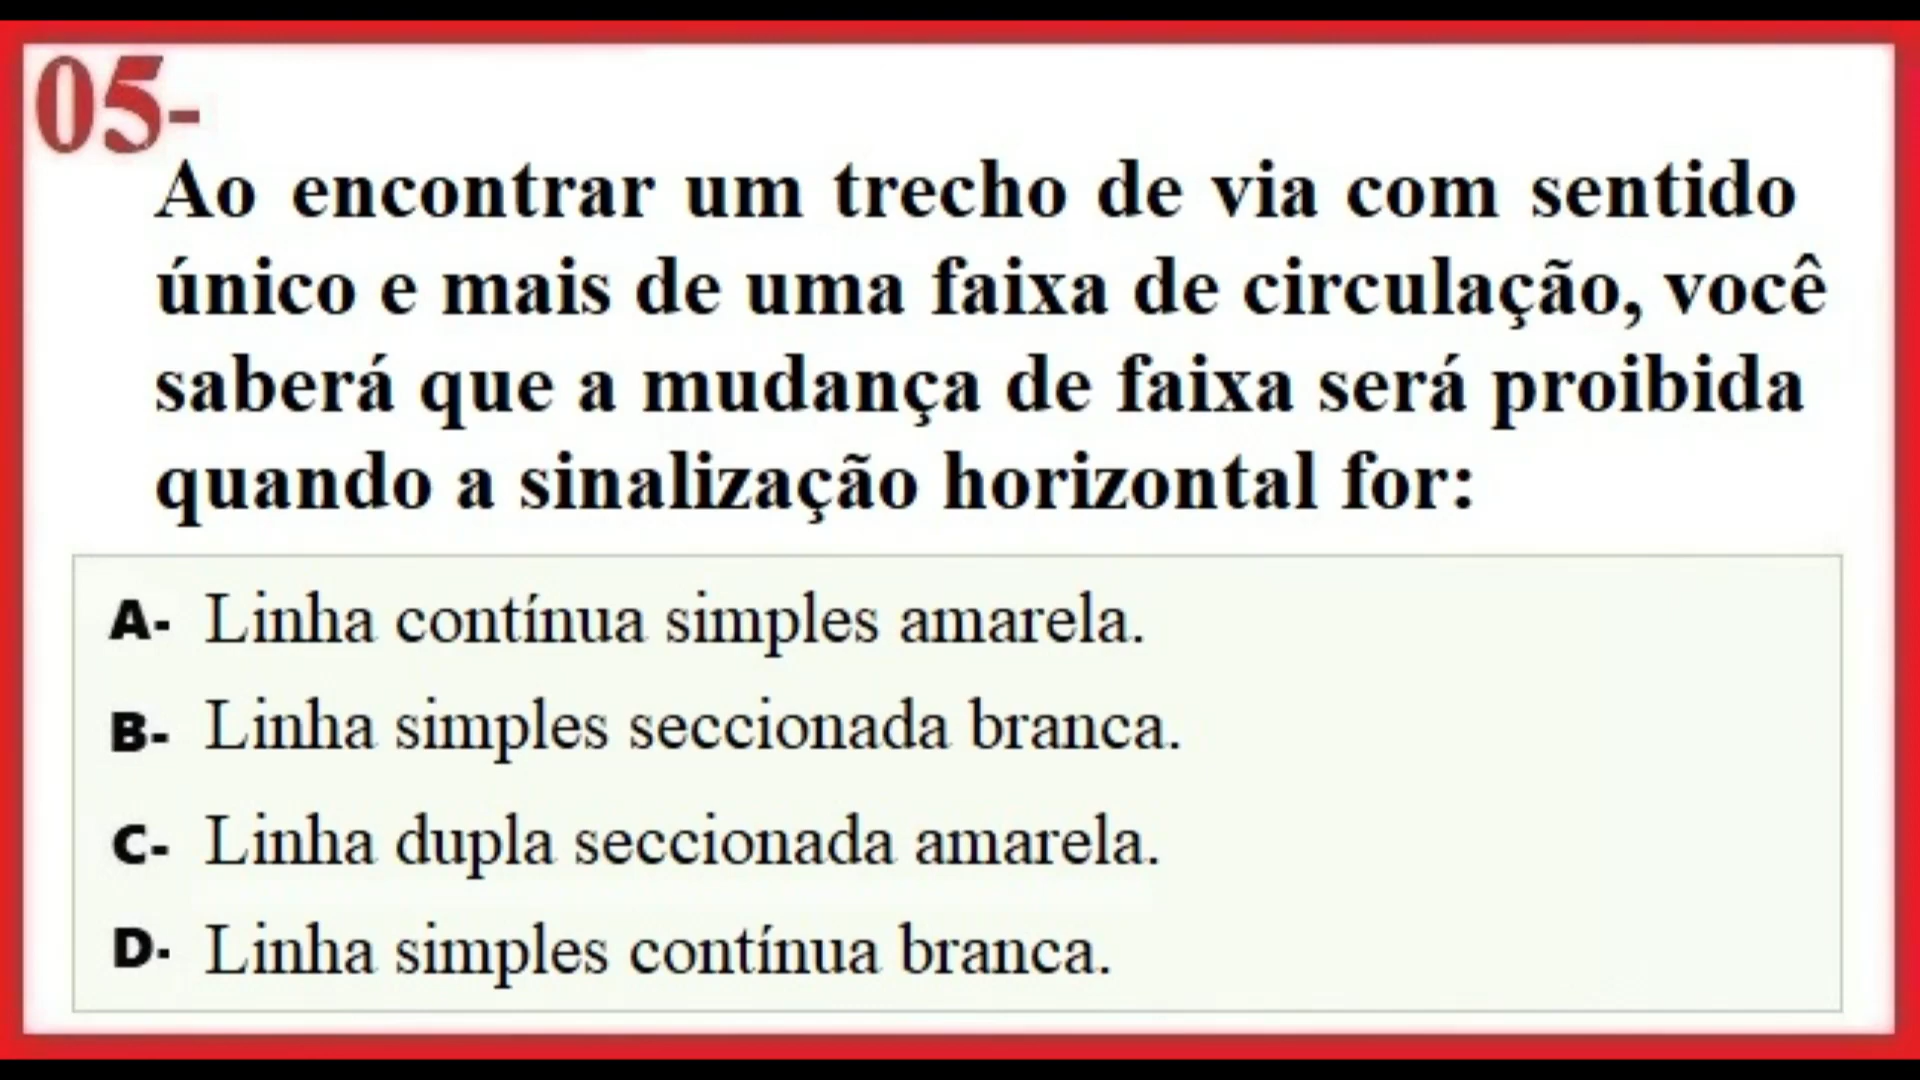 05-
Ao encontrar um trecho de via com sentido
único e mais de uma faixa de circulação, você
saberá que a mudança de faixa será proibida
quando a sinalização horizontal for:
A- Linha contínua simples amarela.
B- Linha simples seccionada branca.
C- Linha dupla seccionada amarela.
D- Linha simples contínua branca.